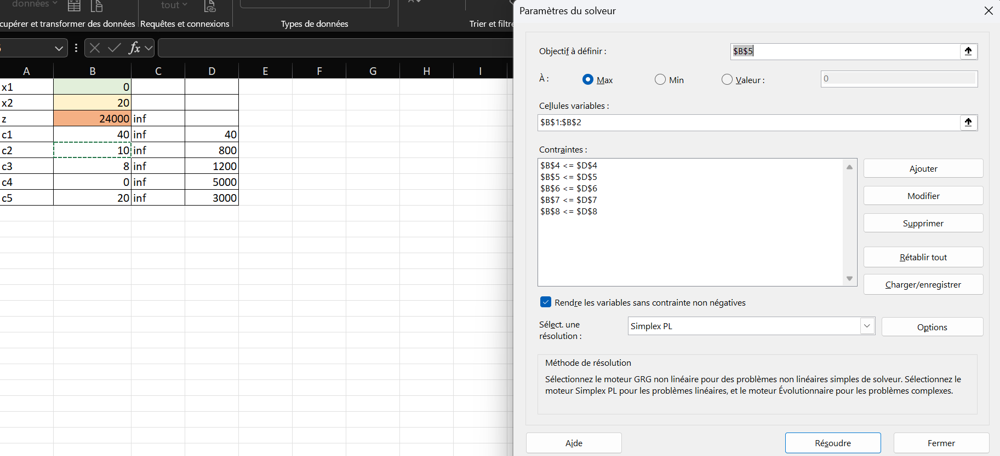 données
tout
cupérer et transformer des données
Requêtes et connexions
Types de données
Trier et filtre
fx
A B C D E F G H I
x1 0
x2 20
z 24000 inf
c1 40 inf 40
c2 10 inf 800
c3 8 inf 1200
c4 0 inf 5000
c5 20 inf 3000
Paramètres du solveur
Objectif à définir : $B$5
À : Max Min Valeur : 0
Cellules variables :
$B$1:$B$2
Contraintes :
$B$4 <= $D$4
$B$5 <= $D$5
$B$6 <= $D$6
$B$7 <= $D$7
$B$8 <= $D$8
Ajouter
Modifier
Supprimer
Rétablir tout
Charger/enregistrer
Rendre les variables sans contrainte non négatives
Sélect. une
résolution :
Simplex PL
Options
Méthode de résolution
Sélectionnez le moteur GRG non linéaire pour des problèmes non linéaires simples de solveur. Sélectionnez le
moteur Simplex PL pour les problèmes linéaires, et le moteur Évolutionnaire pour les problèmes complexes.
Aide
Résoudre
Fermer